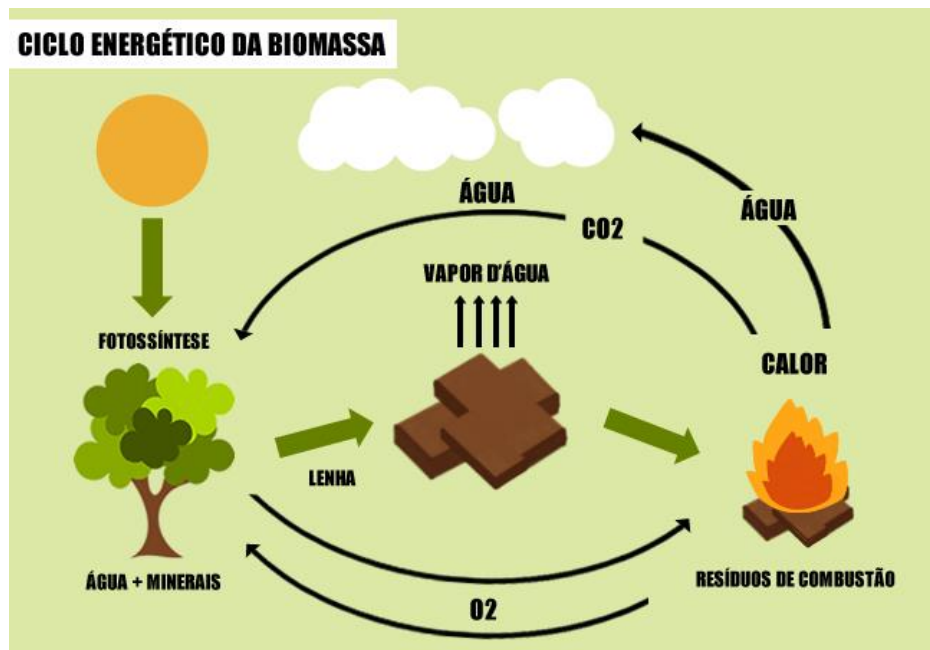 CICLO ENERGÉTICO DA BIOMASSA
ÁGUA
ÁGUA
CO2
VAPOR D'ÁGUA
FOTOSSÍNTESE
CALOR
LENHA
ÁGUA + MINERAIS
RESÍDUOS DE COMBUSTÃO
O2